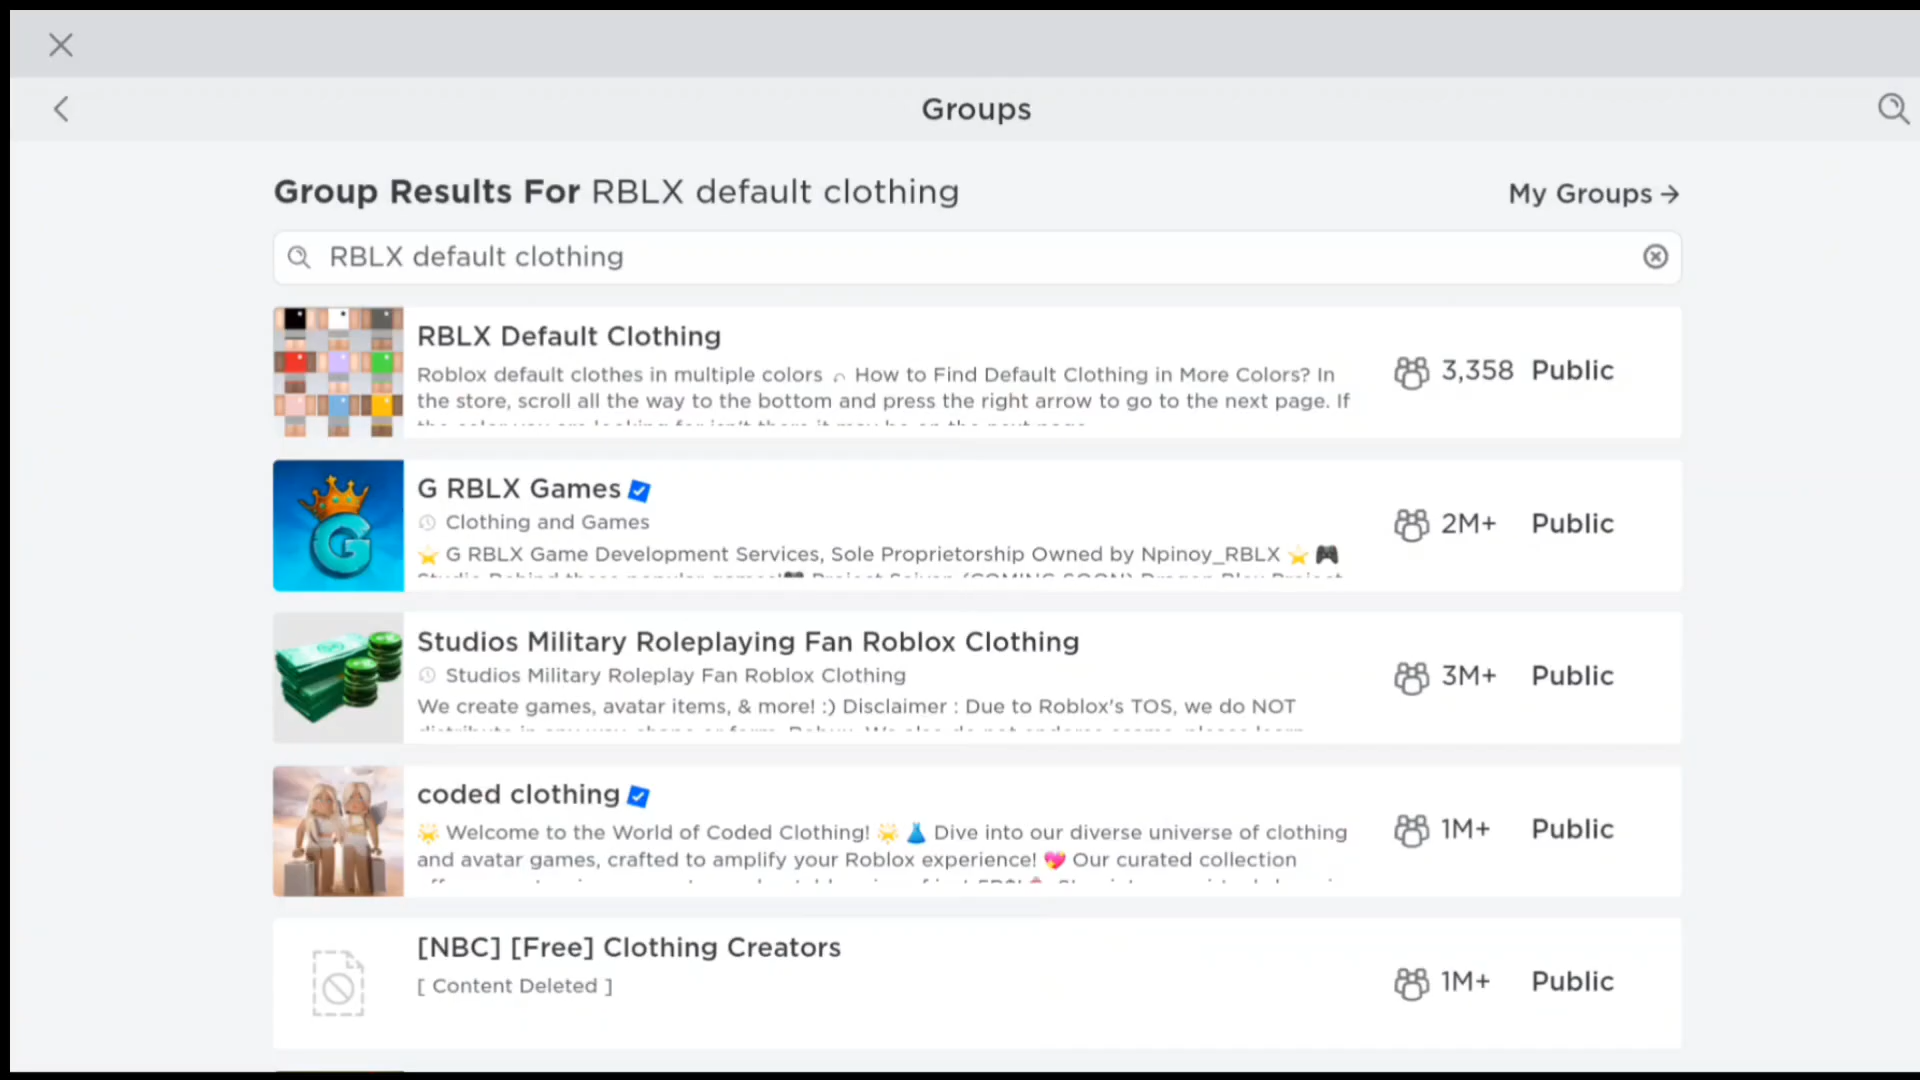 Groups
Group Results For RBLX default clothing
My Groups →
RBLX default clothing
RBLX Default Clothing
Roblox default clothes in multiple colors ╭ How to Find Default Clothing in More Colors? In
the store, scroll all the way to the bottom and press the right arrow to go to the next page. If
3,358 Public
G RBLX Games
Clothing and Games
⭐ G RBLX Game Development Services, Sole Proprietorship Owned by Npinoy_RBLX ⭐ 🎮
2M+ Public
Studios Military Roleplaying Fan Roblox Clothing
Studios Military Roleplay Fan Roblox Clothing
We create games, avatar items, & more! :) Disclaimer : Due to Roblox's TOS, we do NOT
3M+ Public
coded clothing
🌟 Welcome to the World of Coded Clothing! 🌟 👗 Dive into our diverse universe of clothing
and avatar games, crafted to amplify your Roblox experience! 💖 Our curated collection
1M+ Public
[NBC] [Free] Clothing Creators
[ Content Deleted ]
1M+ Public